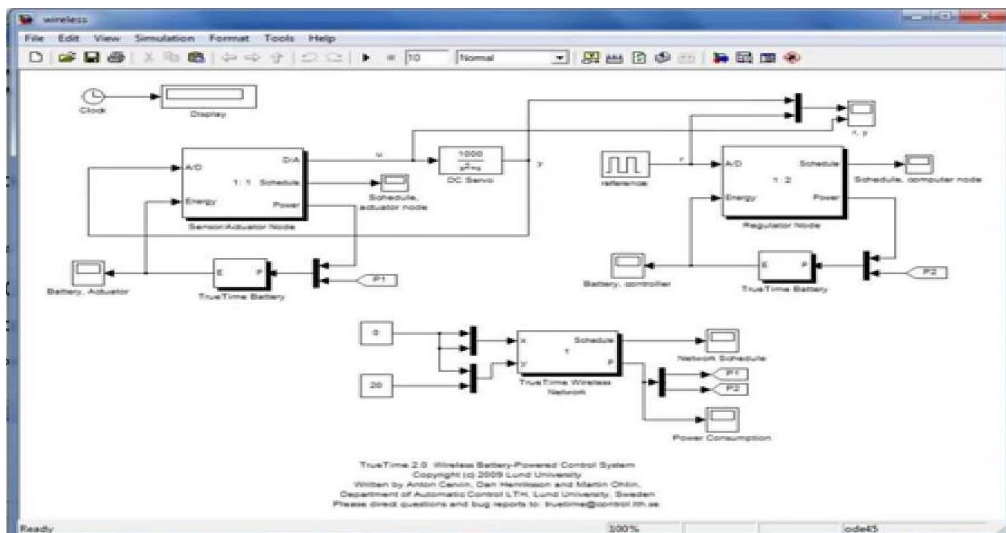 wireless
File Edit View Simulation Format Tools Help
10 Normal
Clock
Display
A/D
D/A
1: 1
Schedule
Energy
Power
Sensor/Actuator Node
u
1000
DC Servo
y
Schedule,
actuator node
r, y
reference
r
A/D
Schedule
1: 2
Energy
Power
Regulator Node
Schedule, computer node
Battery, Actuator
E P
TrueTime Battery
P1
Battery, controller
E P
TrueTime Battery
P2
0
20
x
Schedule
1
y
P
TrueTime Wireless
Network
Network Schedule
P1
P2
Power Consumption
TrueTime 2.0 Wireless Battery-Powered Control System
Copyright (c) 2009 Lund University
Written by Anton Cervin, Dan Henriksson and Martin Ohlin,
Department of Automatic Control LTH, Lund University, Sweden
Please direct questions and bug reports to: truetime@control.lth.se
Ready 100% ode45